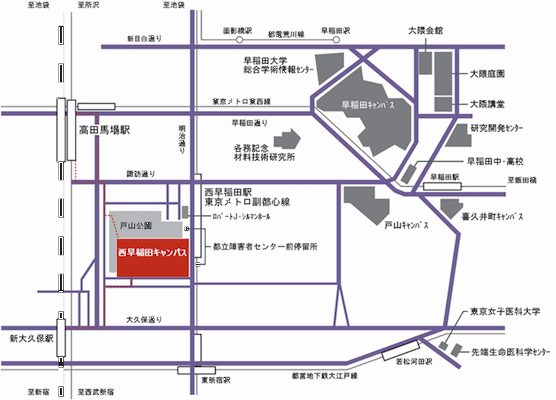 至池袋
至所沢
至池袋
面影橋駅
都電荒川線
早稲田駅
大隈会館
新目白通り
早稲田大学
総合学術情報センター
大隈庭園
東京メトロ東西線
早稲田キャンパス
大隈講堂
高田馬場駅
早稲田通り
明治通り
研究開発センター
各務記念
材料技術研究所
早稲田中・高校
諏訪通り
早稲田駅
至飯田橋
西早稲田駅
東京メトロ副都心線
ロバートJ・シルマンホール
戸山公園
戸山キャンパス
喜久井町キャンパス
都立障害者センター前停留所
西早稲田キャンパス
大久保通り
東京女子医科大学
新大久保駅
先端生命医科学センター
若松河田駅
至新宿
至西武新宿
東新宿駅
都営地下鉄大江戸線